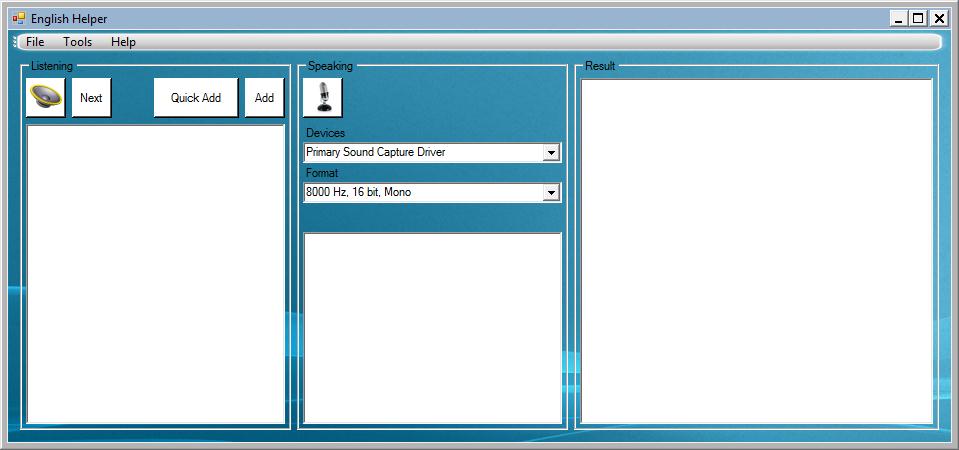 English Helper
File Tools Help
Listening
Next
Quick Add
Add
Speaking
Devices
Primary Sound Capture Driver
Format
8000 Hz, 16 bit, Mono
Result